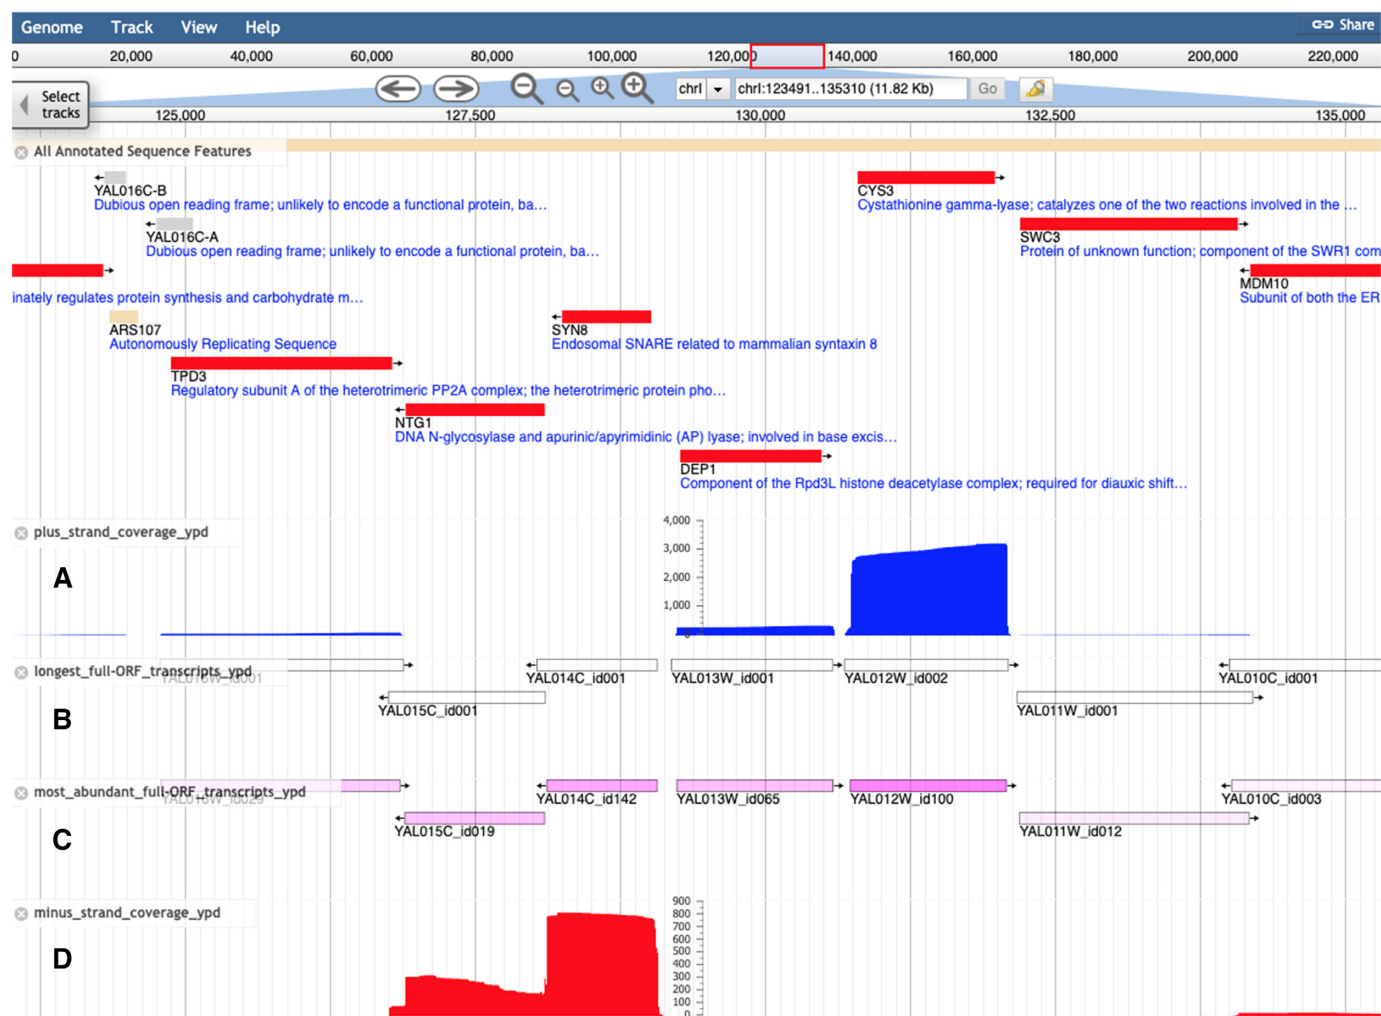 Genome Track View Help Share
0 20,000 40,000 60,000 80,000 100,000 120,000 140,000 160,000 180,000 200,000 220,000
Select
tracks
chrI chrI:123491..135310 (11.82 Kb) Go
125,000 127,500 130,000 132,500 135,000
All Annotated Sequence Features
YAL016C-B CYS3
Dubious open reading frame; unlikely to encode a functional protein, ba... Cystathionine gamma-lyase; catalyzes one of the two reactions involved in the ...
YAL016C-A SWC3
Dubious open reading frame; unlikely to encode a functional protein, ba... Protein of unknown function; component of the SWR1 com
MDM10
inately regulates protein synthesis and carbohydrate m... Subunit of both the ER
ARS107 SYN8
Autonomously Replicating Sequence Endosomal SNARE related to mammalian syntaxin 8
TPD3
Regulatory subunit A of the heterotrimeric PP2A complex; the heterotrimeric protein pho...
NTG1
DNA N-glycosylase and apurinic/apyrimidinic (AP) lyase; involved in base excis...
DEP1
Component of the Rpd3L histone deacetylase complex; required for diauxic shift...
plus_strand_coverage_ypd
4,000
3,000
A
2,000
1,000
0
longest_full-ORF_transcripts_ypd
YAL014C_id001 YAL013W_id001 YAL012W_id002 YAL010C_id001
YAL015C_id001 YAL011W_id001
B
most_abundant_full-ORF_transcripts_ypd
YAL014C_id142 YAL013W_id065 YAL012W_id100 YAL010C_id003
YAL015C_id019 YAL011W_id012
C
minus_strand_coverage_ypd
900
800
700
600
500
D
400
300
200
100
0